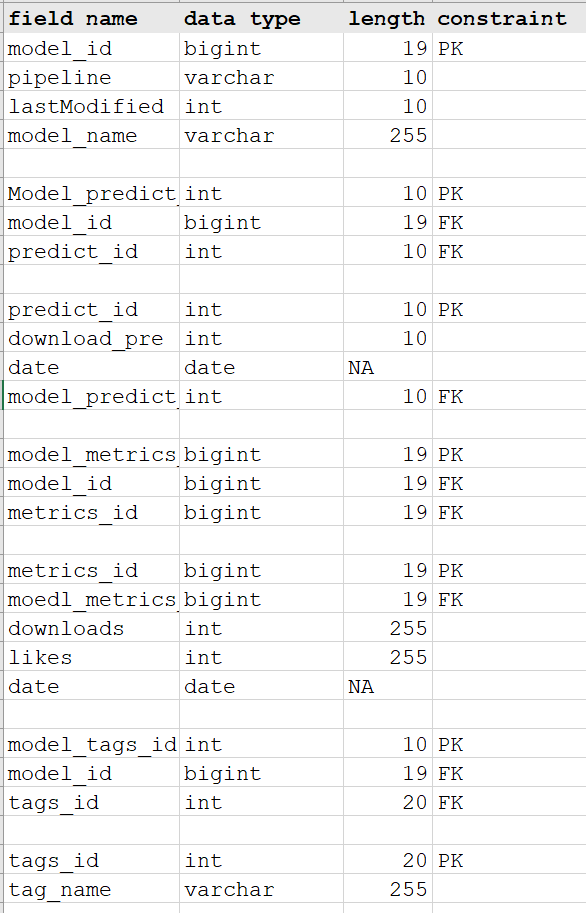 field name data type length constraint
model_id bigint 19 PK
pipeline varchar 10
lastModified int 10
model_name varchar 255
Model_predict_ int 10 PK
model_id bigint 19 FK
predict_id int 10 FK
predict_id int 10 PK
download_pre int 10
date date NA
model_predict_ int 10 FK
model_metrics_ bigint 19 PK
model_id bigint 19 FK
metrics_id bigint 19 FK
metrics_id bigint 19 PK
moedl_metrics_ bigint 19 FK
downloads int 255
likes int 255
date date NA
model_tags_id int 10 PK
model_id bigint 19 FK
tags_id int 20 FK
tags_id int 20 PK
tag_name varchar 255